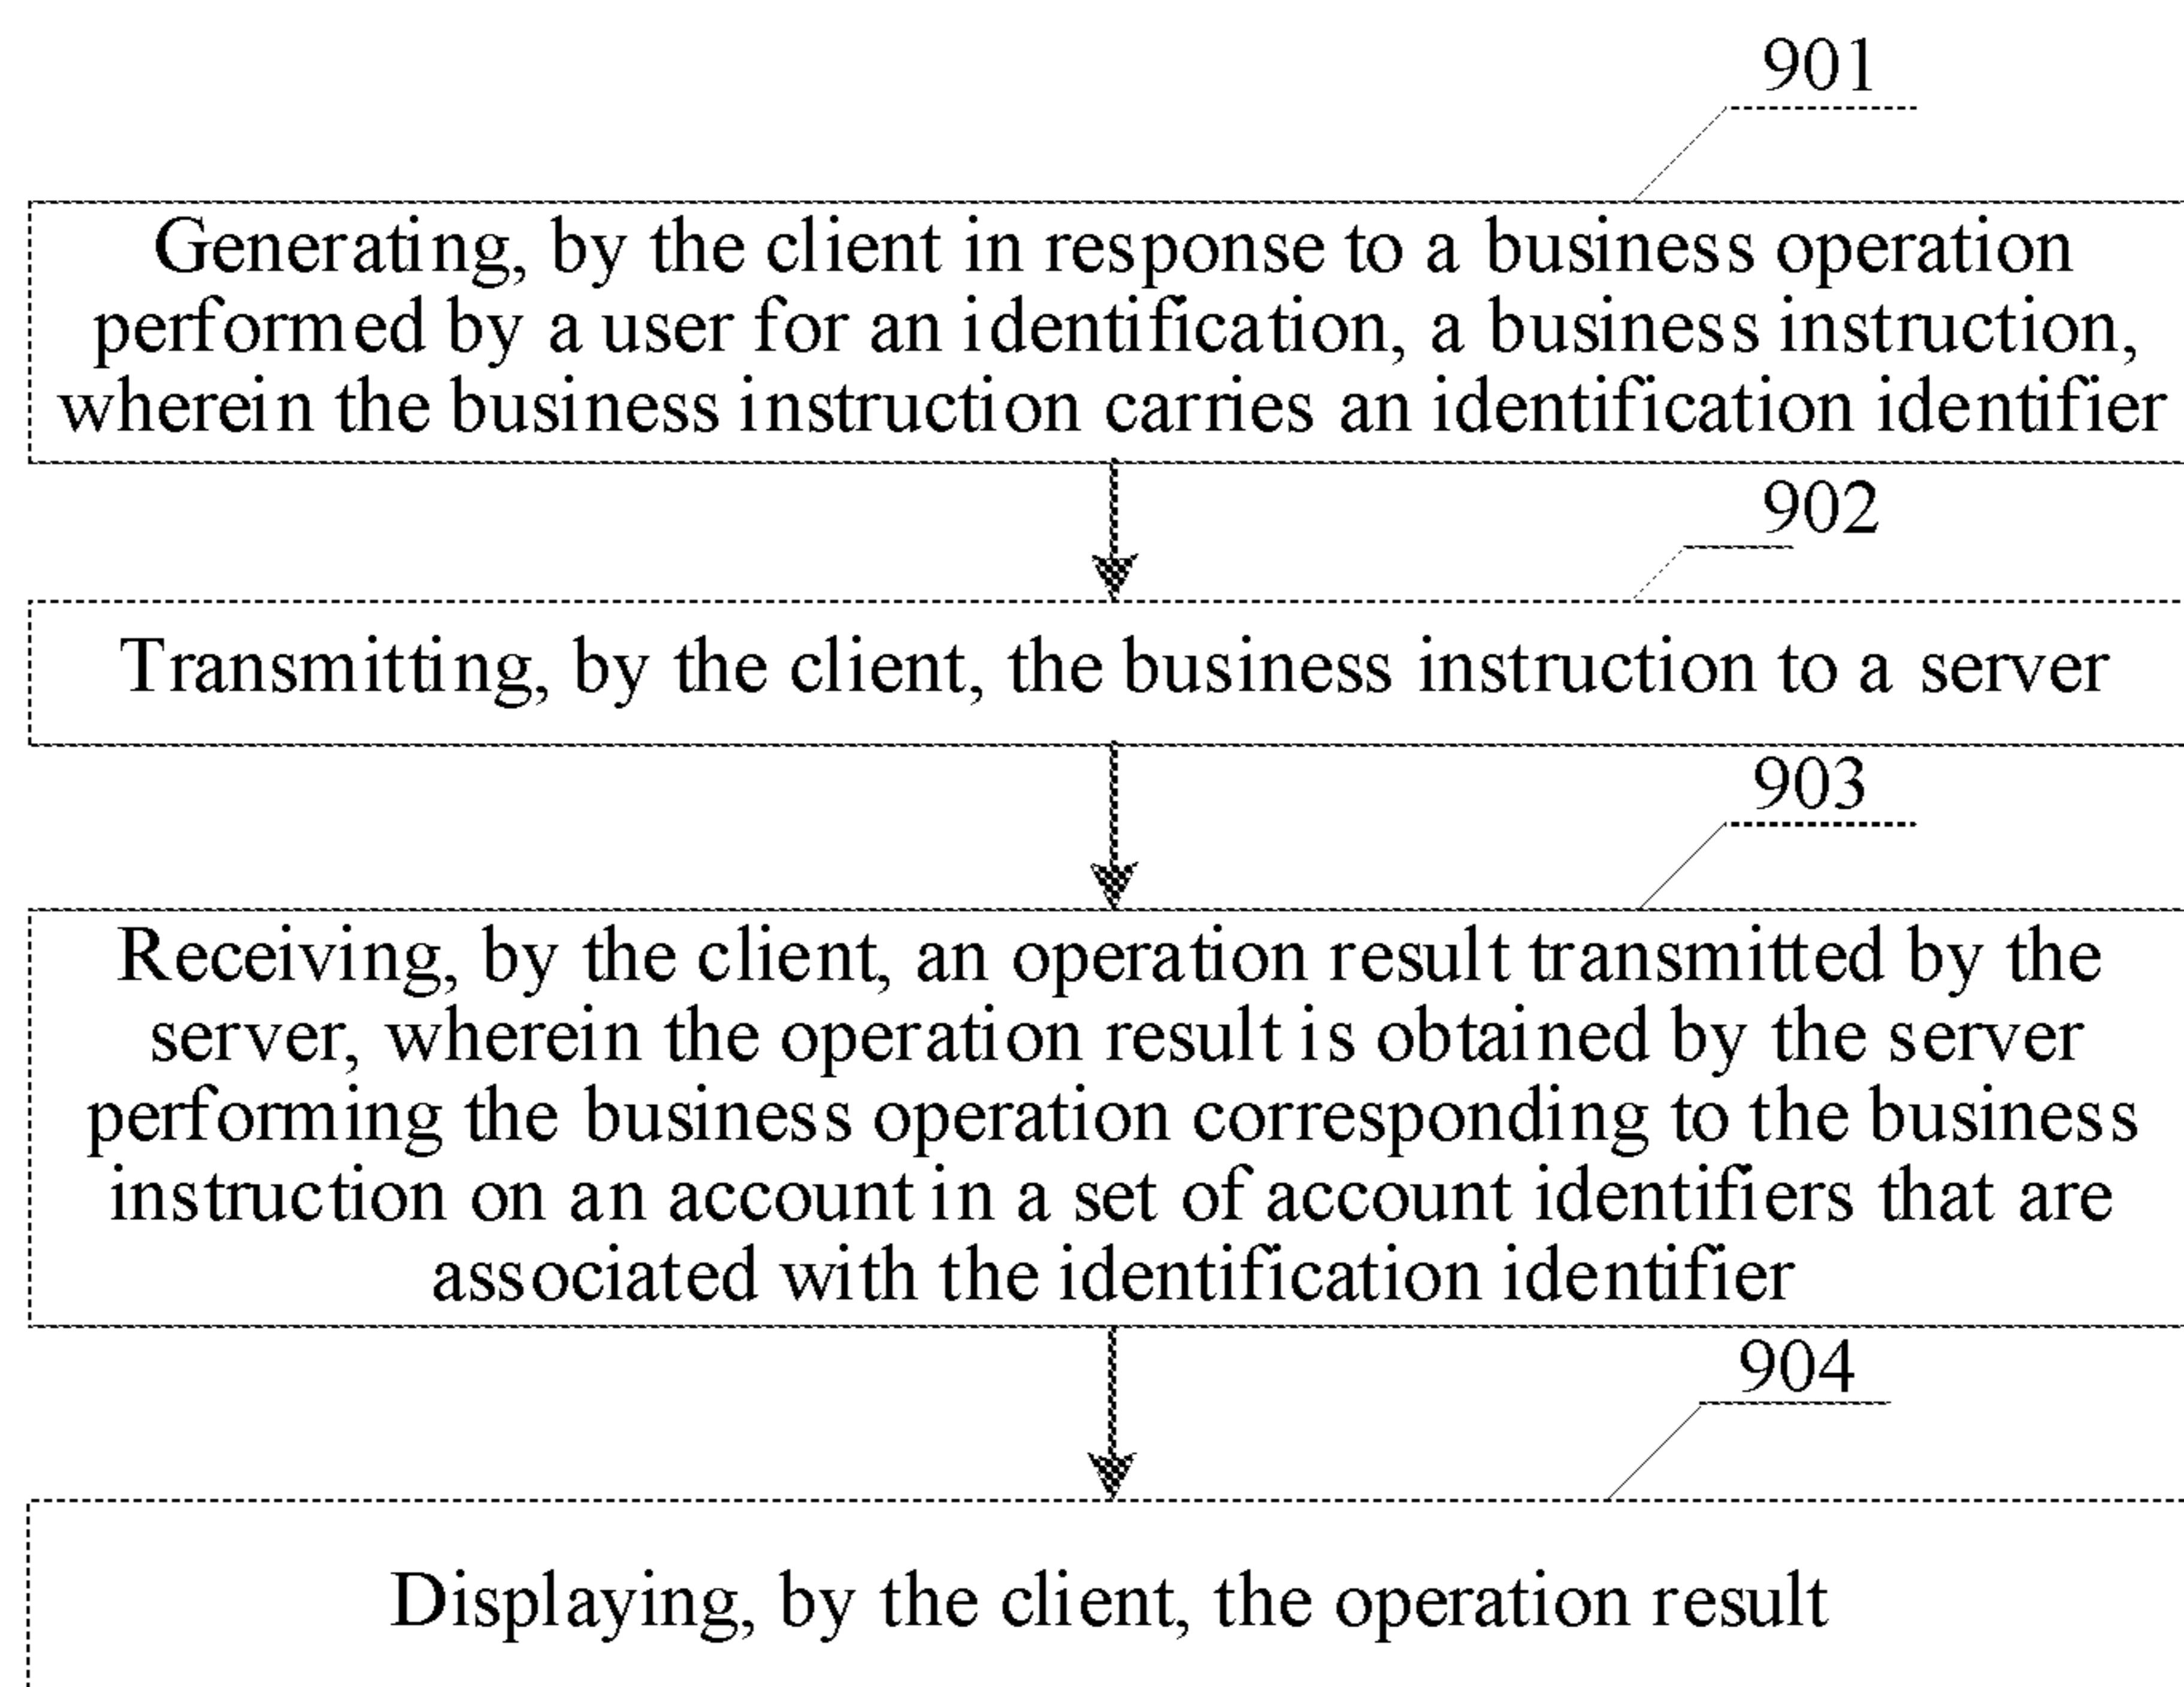 901
Generating, by the client in response to a business operation
performed by a user for an identification, a business instruction,
wherein the business instruction carries an identification identifier
902
Transmitting, by the client, the business instruction to a server
903
Receiving, by the client, an operation result transmitted by the
server, wherein the operation result is obtained by the server
performing the business operation corresponding to the business
instruction on an account in a set of account identifiers that are
associated with the identification identifier
904
Displaying, by the client, the operation result